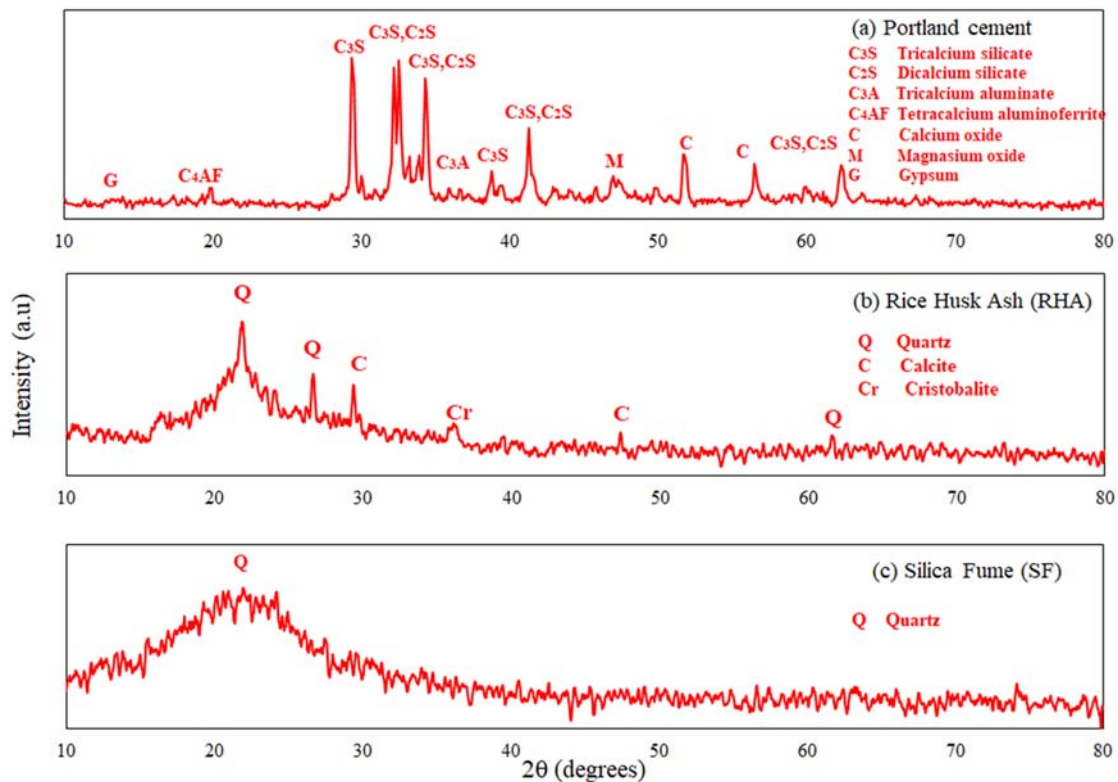 (a) Portland cement
C3S Tricalcium silicate
C2S Dicalcium silicate
C3A Tricalcium aluminate
C4AF Tetracalcium aluminoferrite
C Calcium oxide
M Magnasium oxide
G Gypsum
G
C4AF
C3S
C3S,C2S
C3S,C2S
C3A
C3S
C3S,C2S
M
C
C
C3S,C2S
10 20 30 40 50 60 70 80
(b) Rice Husk Ash (RHA)
Q Quartz
C Calcite
Cr Cristobalite
Q
Q
C
Cr
C
Q
10 20 30 40 50 60 70 80
Intensity (a.u)
(c) Silica Fume (SF)
Q Quartz
Q
10 20 30 40 50 60 70 80
2θ (degrees)